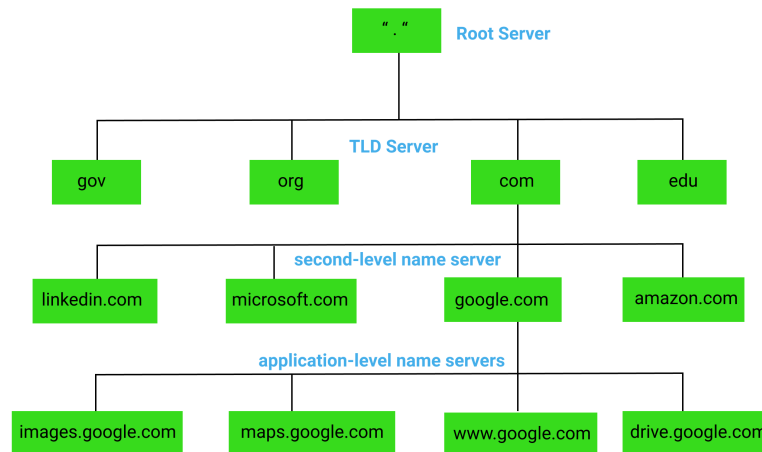 “ . “
Root Server
TLD Server
gov
org
com
edu
second-level name server
linkedin.com
microsoft.com
google.com
amazon.com
application-level name servers
images.google.com
maps.google.com
www.google.com
drive.google.com